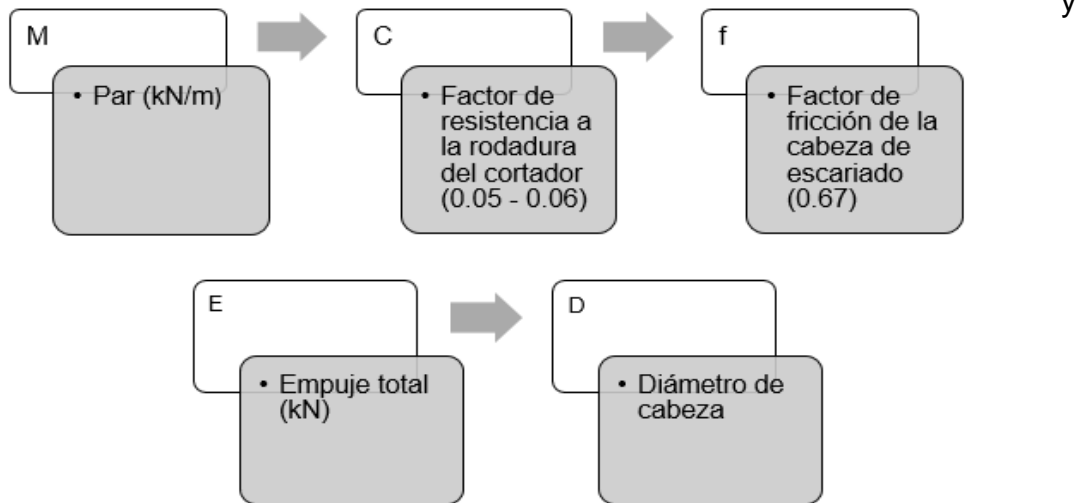 y
M
• Par (kN/m)
C
• Factor de
resistencia a
la rodadura
del cortador
(0.05 - 0.06)
f
• Factor de
fricción de la
cabeza de
escariado
(0.67)
E
• Empuje total
(kN)
D
• Diámetro de
cabeza